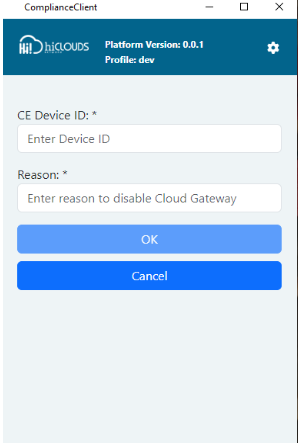 ComplianceClient
Hi! hiCLOUDS
Platform Version: 0.0.1
Profile: dev
CE Device ID: *
Enter Device ID
Reason: *
Enter reason to disable Cloud Gateway
OK
Cancel